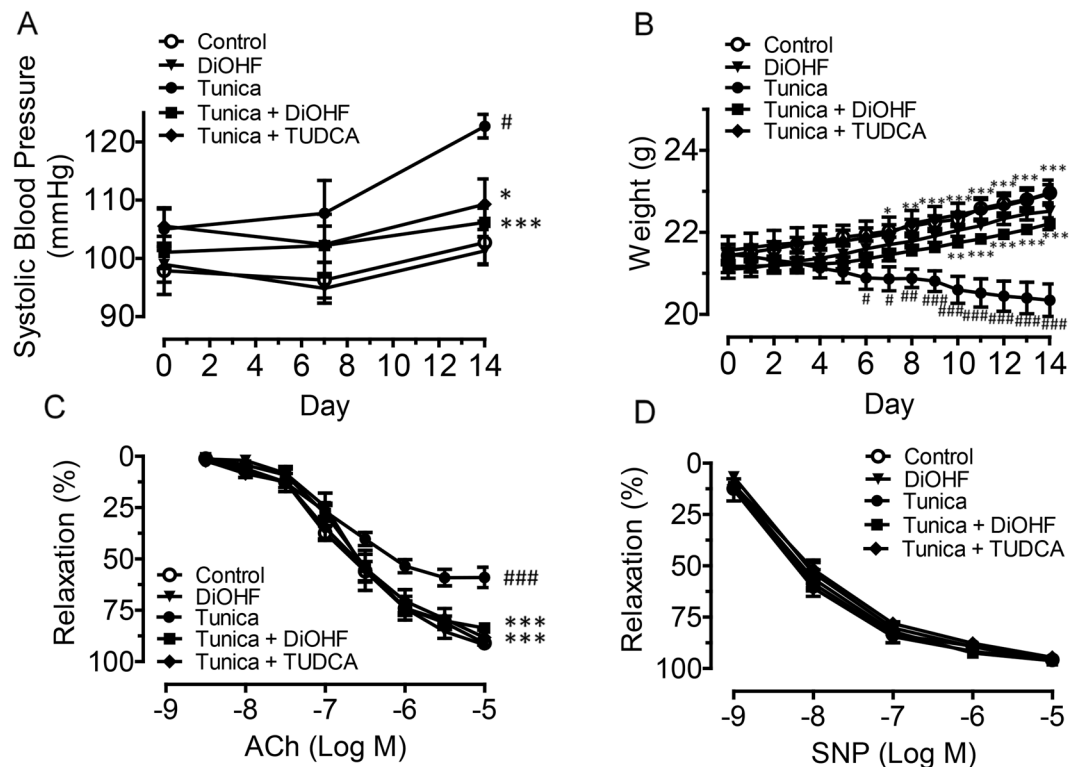 A
Control
DiOHF
Tunica
Tunica + DiOHF
Tunica + TUDCA
Systolic Blood Pressure
(mmHg)
120
110
100
90
#
*
***
0 2 4 6 8 10 12 14
Day
B
Control
DiOHF
Tunica
Tunica + DiOHF
Tunica + TUDCA
Weight (g)
24
22
20
* ** *** *** *** *** *** ***
** *** *** *** ***
# # ## ### ### ### ### ### ###
0 2 4 6 8 10 12 14
Day
C
Relaxation (%)
0
25
50
75
100
Control
DiOHF
Tunica
Tunica + DiOHF
Tunica + TUDCA
###
***
***
-9 -8 -7 -6 -5
ACh (Log M)
D
Relaxation (%)
0
25
50
75
100
Control
DiOHF
Tunica
Tunica + DiOHF
Tunica + TUDCA
-9 -8 -7 -6 -5
SNP (Log M)